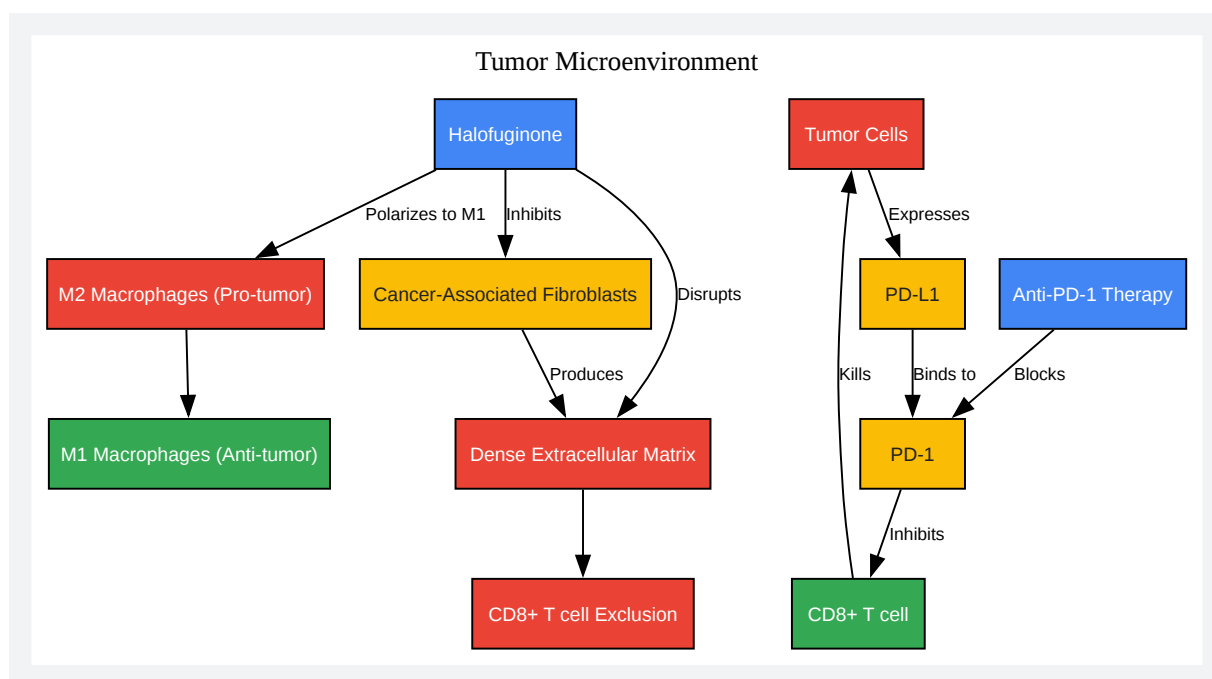 Tumor Microenvironment
Halofuginone
Tumor Cells
Polarizes to M1
Inhibits
Expresses
M2 Macrophages (Pro-tumor)
Cancer-Associated Fibroblasts
Disrupts
PD-L1
Anti-PD-1 Therapy
Produces
Kills
Binds to
Blocks
M1 Macrophages (Anti-tumor)
Dense Extracellular Matrix
PD-1
Inhibits
CD8+ T cell Exclusion
CD8+ T cell